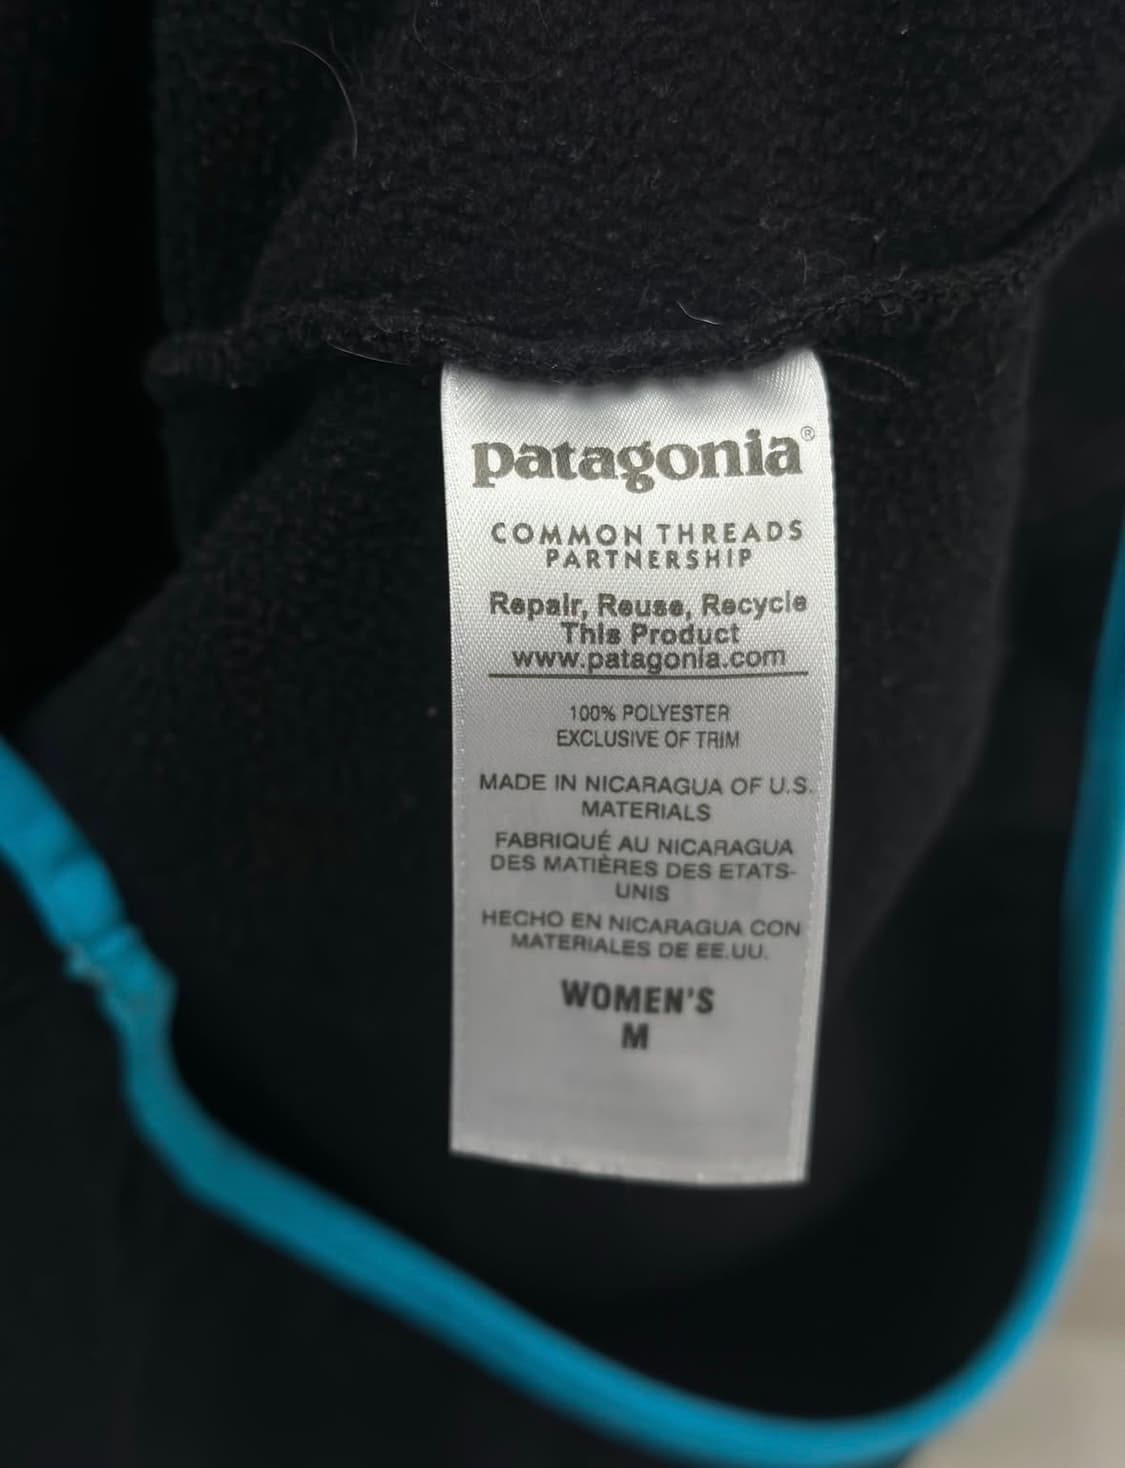 patagonia®
COMMON THREADS
PARTNERSHIP
Repair, Reuse, Recycle
This Product
www.patagonia.com
100% POLYESTER
EXCLUSIVE OF TRIM
MADE IN NICARAGUA OF U.S.
MATERIALS
FABRIQUÉ AU NICARAGUA
DES MATIÈRES DES ETATS-
UNIS
HECHO EN NICARAGUA CON
MATERIALES DE EE.UU.
WOMEN'S
M